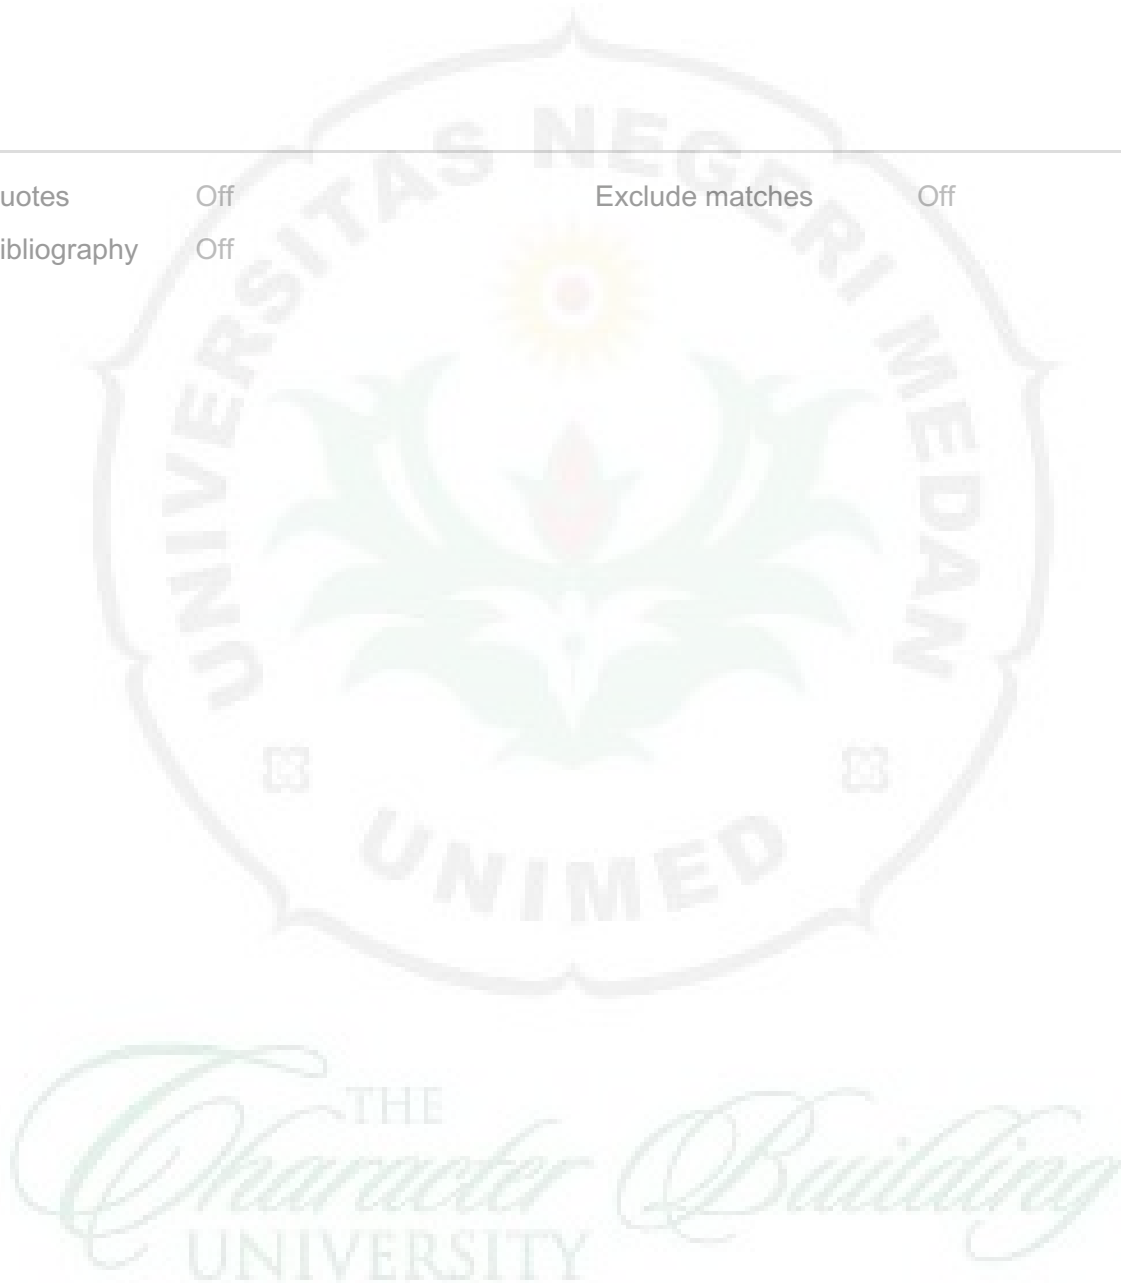 uotes Off Exclude matches Off
ibliography Off
UNIVERSITAS NEGERI MEDAN
UNIMED
THE
Character Building
UNIVERSITY